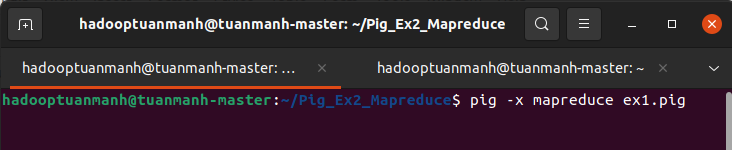 hadooptuanmanh@tuanmanh-master: ~/Pig_Ex2_Mapreduce
hadooptuanmanh@tuanmanh-master: ... hadooptuanmanh@tuanmanh-master: ~
hadooptuanmanh@tuanmanh-master:~/Pig_Ex2_Mapreduce$ pig -x mapreduce ex1.pig